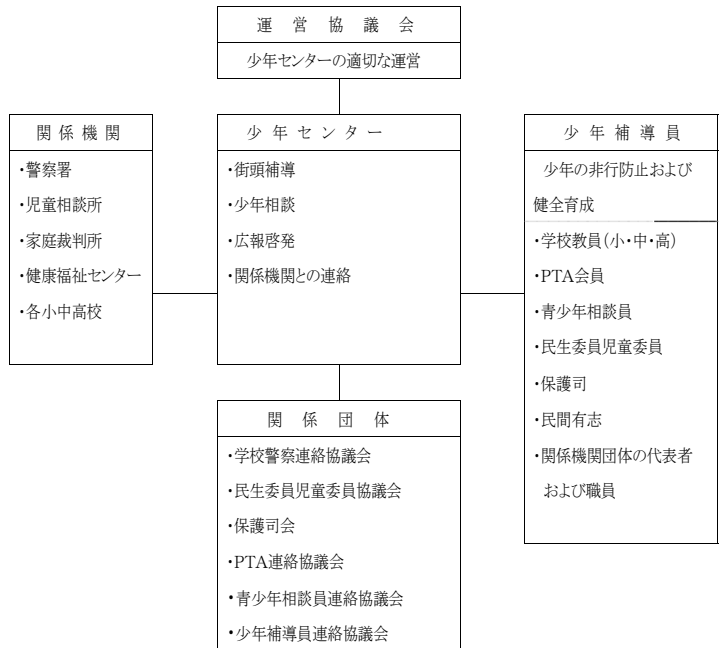 運営協議会
少年センターの適切な運営
関係機関
・警察署
・児童相談所
・家庭裁判所
・健康福祉センター
・各小中高校
少年センター
・街頭補導
・少年相談
・広報啓発
・関係機関との連絡
少年補導員
少年の非行防止および
健全育成
・学校教員(小・中・高)
・PTA会員
・青少年相談員
・民生委員児童委員
・保護司
・民間有志
・関係機関団体の代表者
および職員
関係団体
・学校警察連絡協議会
・民生委員児童委員協議会
・保護司会
・PTA連絡協議会
・青少年相談員連絡協議会
・少年補導員連絡協議会